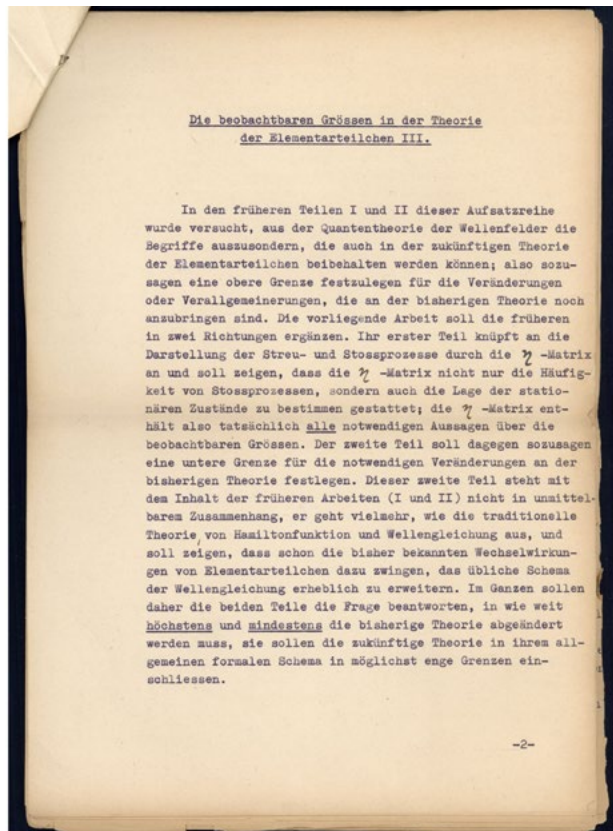 Die beobachtbaren Grössen in der Theorie
der Elementarteilchen III.
In den früheren Teilen I und II dieser Aufsatzreihe
wurde versucht, aus der Quantentheorie der Wellenfelder die
Begriffe auszusondern, die auch in der zukünftigen Theorie
der Elementarteilchen beibehalten werden können; also sozu-
sagen eine obere Grenze festzulegen für die Veränderungen
oder Verallgemeinerungen, die an der bisherigen Theorie noch
anzubringen sind. Die vorliegende Arbeit soll die früheren
in zwei Richtungen ergänzen. Ihr erster Teil knüpft an die
Darstellung der Streu- und Stossprozesse durch die η -Matrix
an und soll zeigen, dass die η -Matrix nicht nur die Häufig-
keit von Stossprozessen, sondern auch die Lage der statio-
nären Zustände zu bestimmen gestattet; die η -Matrix ent-
hält also tatsächlich alle notwendigen Aussagen über die
beobachtbaren Grössen. Der zweite Teil soll dagegen sozusagen
eine untere Grenze für die notwendigen Veränderungen an der
bisherigen Theorie festlegen. Dieser zweite Teil steht mit
dem Inhalt der früheren Arbeiten (I und II) nicht in unmittel-
barem Zusammenhang, er geht vielmehr, wie die traditionelle
Theorie, von Hamiltonfunktion und Wellengleichung aus, und
soll zeigen, dass schon die bisher bekannten Wechselwirkun-
gen von Elementarteilchen dazu zwingen, das übliche Schema
der Wellengleichung erheblich zu erweitern. Im Ganzen sollen
daher die beiden Teile die Frage beantworten, in wie weit
höchstens und mindestens die bisherige Theorie abgeändert
werden muss, sie sollen die zukünftige Theorie in ihrem all-
gemeinen formalen Schema in möglichst enge Grenzen ein-
schliessen.
-2-